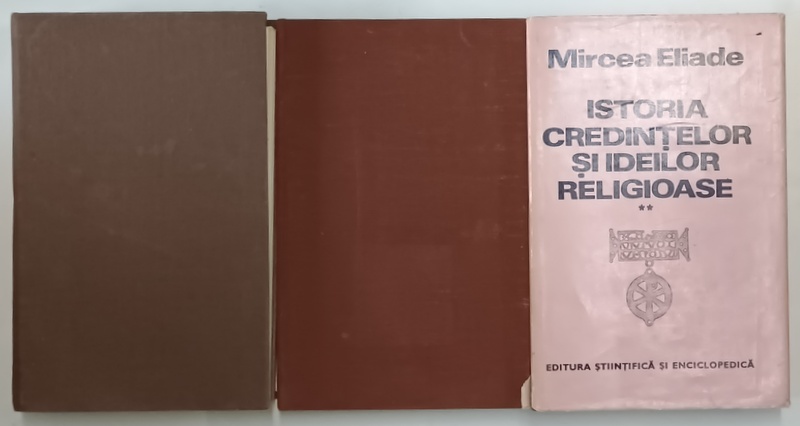 Mircea Eliade
ISTORIA
CREDINȚELOR
ȘI IDEILOR
RELIGIOASE
**
EDITURA ȘTIINȚIFICĂ ȘI ENCICLOPEDICĂ